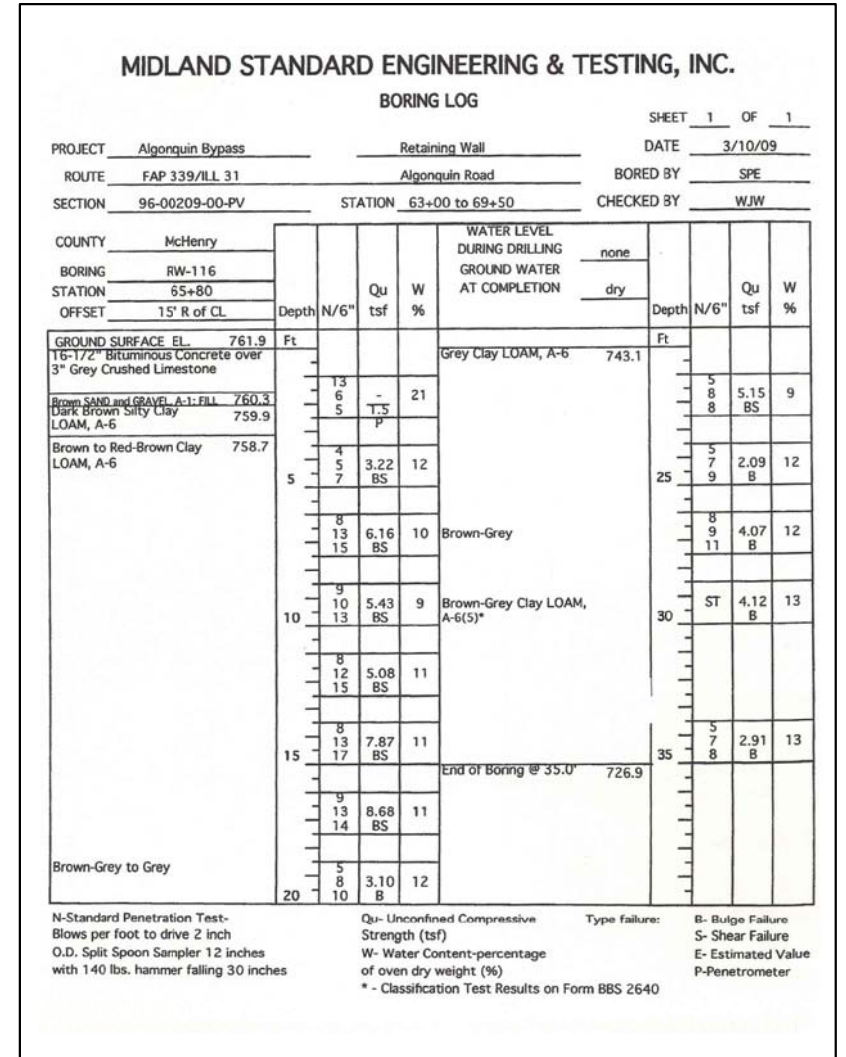 MIDLAND STANDARD ENGINEERING & TESTING, INC.
BORING LOG
SHEET 1 OF 1
PROJECT Algonquin Bypass Retaining Wall DATE 3/10/09
ROUTE FAP 339/ILL 31 Algonquin Road BORED BY SPE
SECTION 96-00209-00-PV STATION 63+00 to 69+50 CHECKED BY WJW
COUNTY McHenry
BORING RW-116
STATION 65+80
OFFSET 15' R of CL
Depth N/6" Qu tsf W %
WATER LEVEL
DURING DRILLING none
GROUND WATER
AT COMPLETION dry
Depth N/6" Qu tsf W %
GROUND SURFACE EL. 761.9 Ft
16-1/2" Bituminous Concrete over
3" Grey Crushed Limestone
13
6 - 21
5 1.5
P
Brown SAND and GRAVEL, A-1: FILL 760.3
Dark Brown Silty Clay 759.9
LOAM, A-6
Brown to Red-Brown Clay 758.7
LOAM, A-6
4
5 3.22 12
5 7 BS
8
13 6.16 10
15 BS
9
10 5.43 9
10 13 BS
8
12 5.08 11
15 BS
8
13 7.87 11
15 17 BS
9
13 8.68 11
14 BS
Brown-Grey to Grey
5
8 3.10 12
20 10 B
Ft
Grey Clay LOAM, A-6 743.1
5
8 5.15 9
8 BS
5
7 2.09 12
25 9 B
8
Brown-Grey 9 4.07 12
11 B
Brown-Grey Clay LOAM, ST 4.12 13
A-6(5)* 30 B
5
7 2.91 13
35 8 B
End of Boring @ 35.0' 726.9
N-Standard Penetration Test-
Blows per foot to drive 2 inch
O.D. Split Spoon Sampler 12 inches
with 140 lbs. hammer falling 30 inches
Qu- Unconfined Compressive
Strength (tsf)
W- Water Content-percentage
of oven dry weight (%)
* - Classification Test Results on Form BBS 2640
Type failure:
B- Bulge Failure
S- Shear Failure
E- Estimated Value
P-Penetrometer